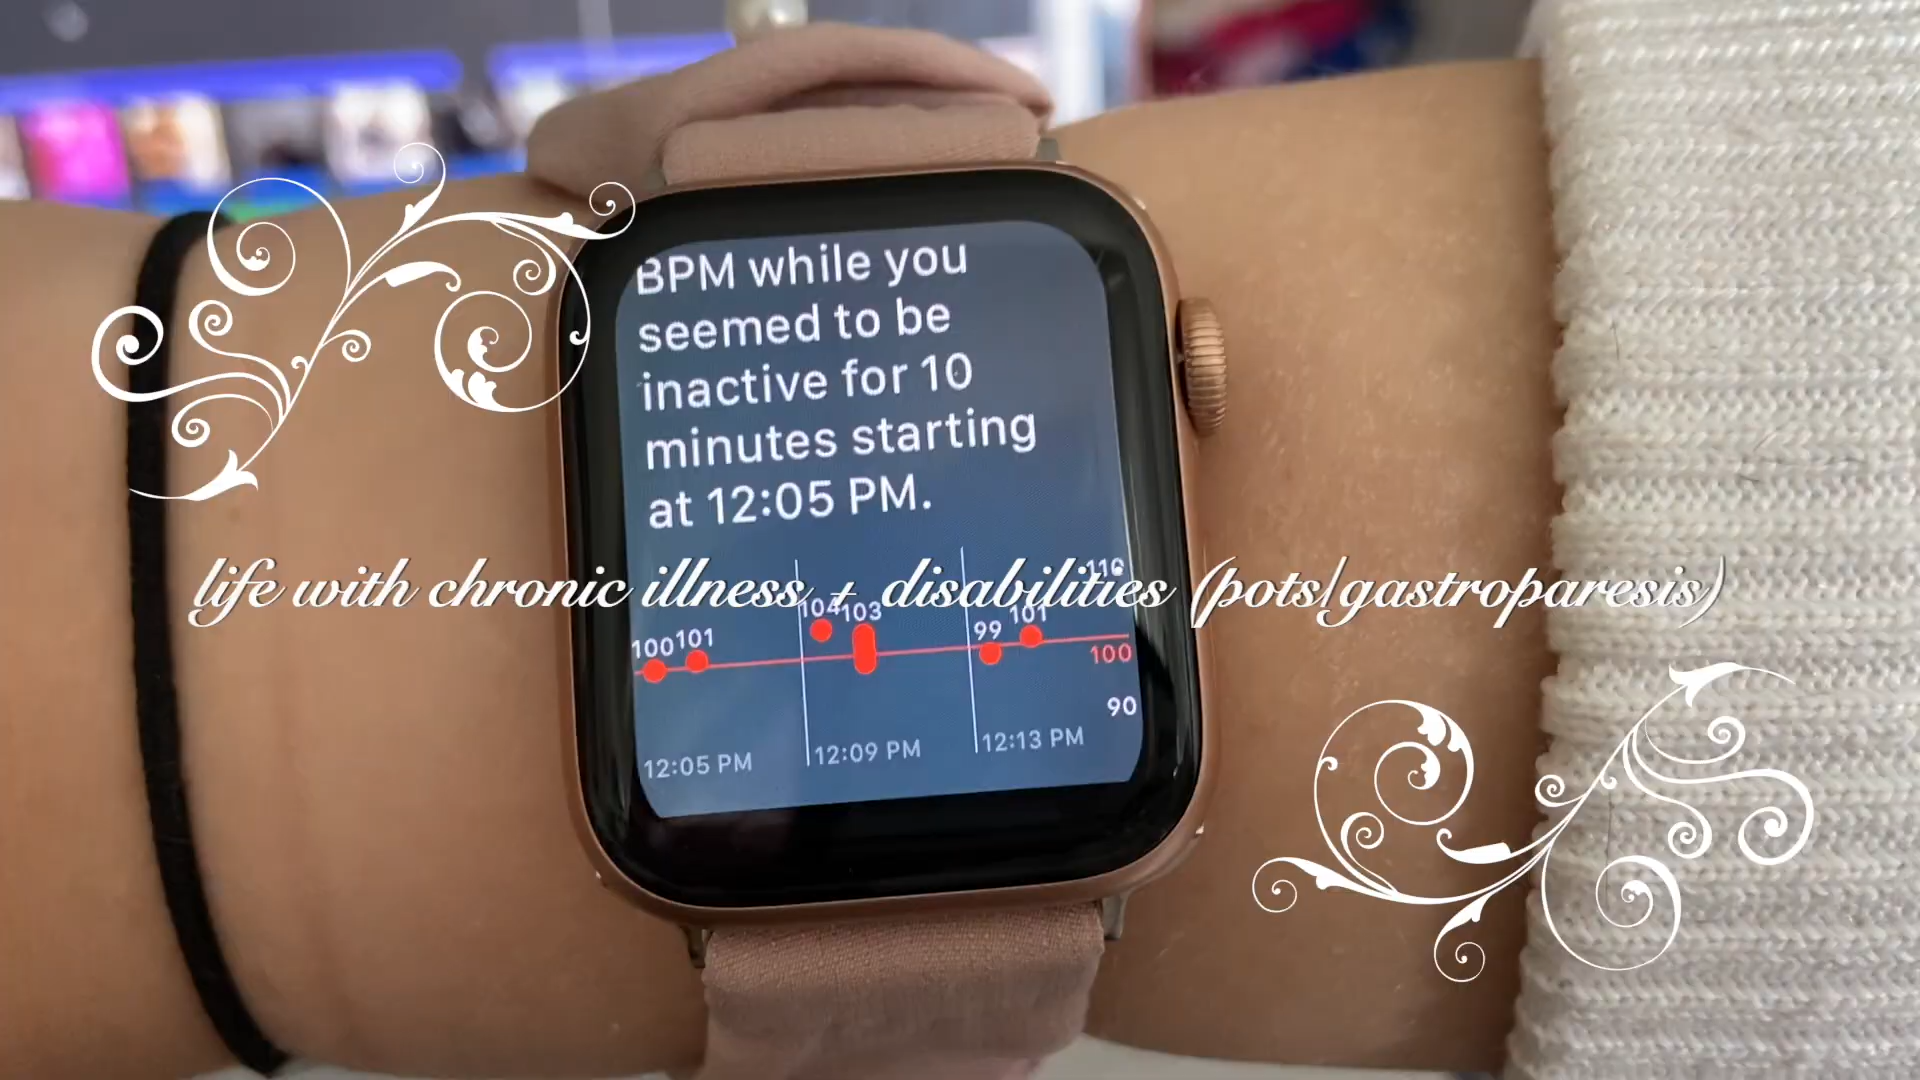 BPM while you
seemed to be
inactive for 10
minutes starting
at 12:05 PM.
life with chronic illness + disabilities (pots/gastroparesis)
110
104 103
100 101
99 101
100
90
12:05 PM 12:09 PM 12:13 PM